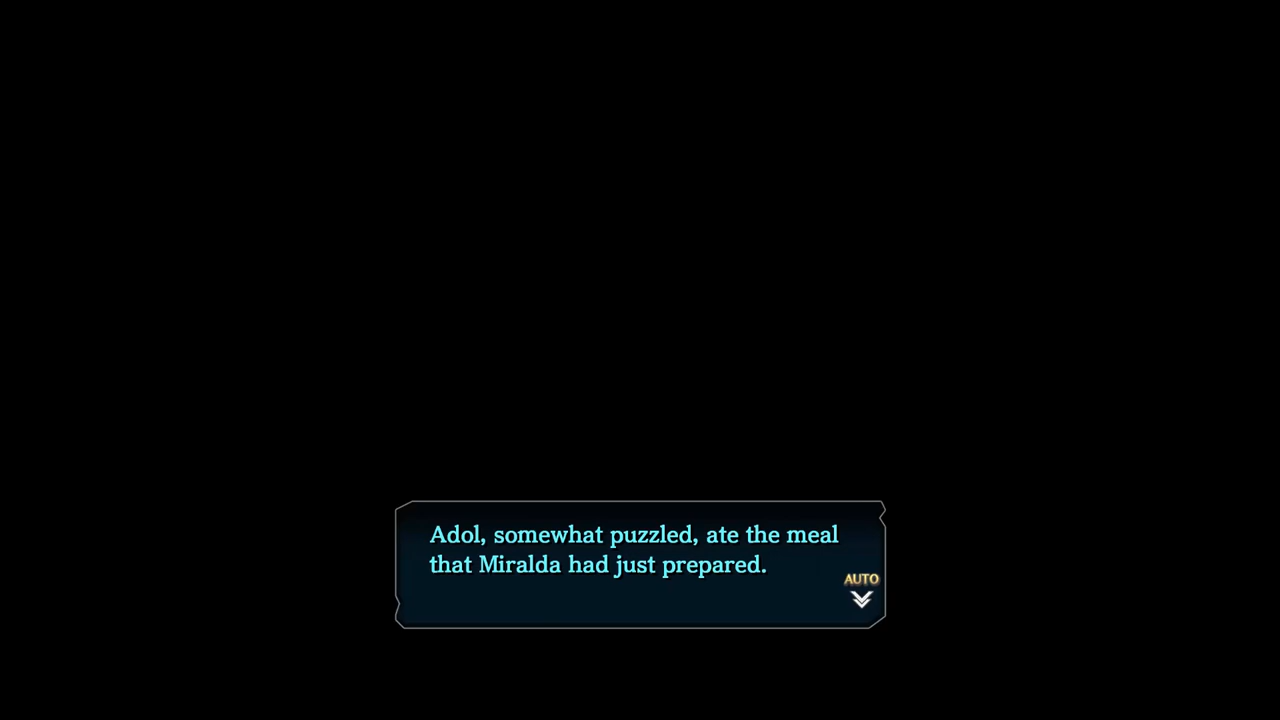 Adol, somewhat puzzled, ate the meal
that Miralda had just prepared.
AUTO